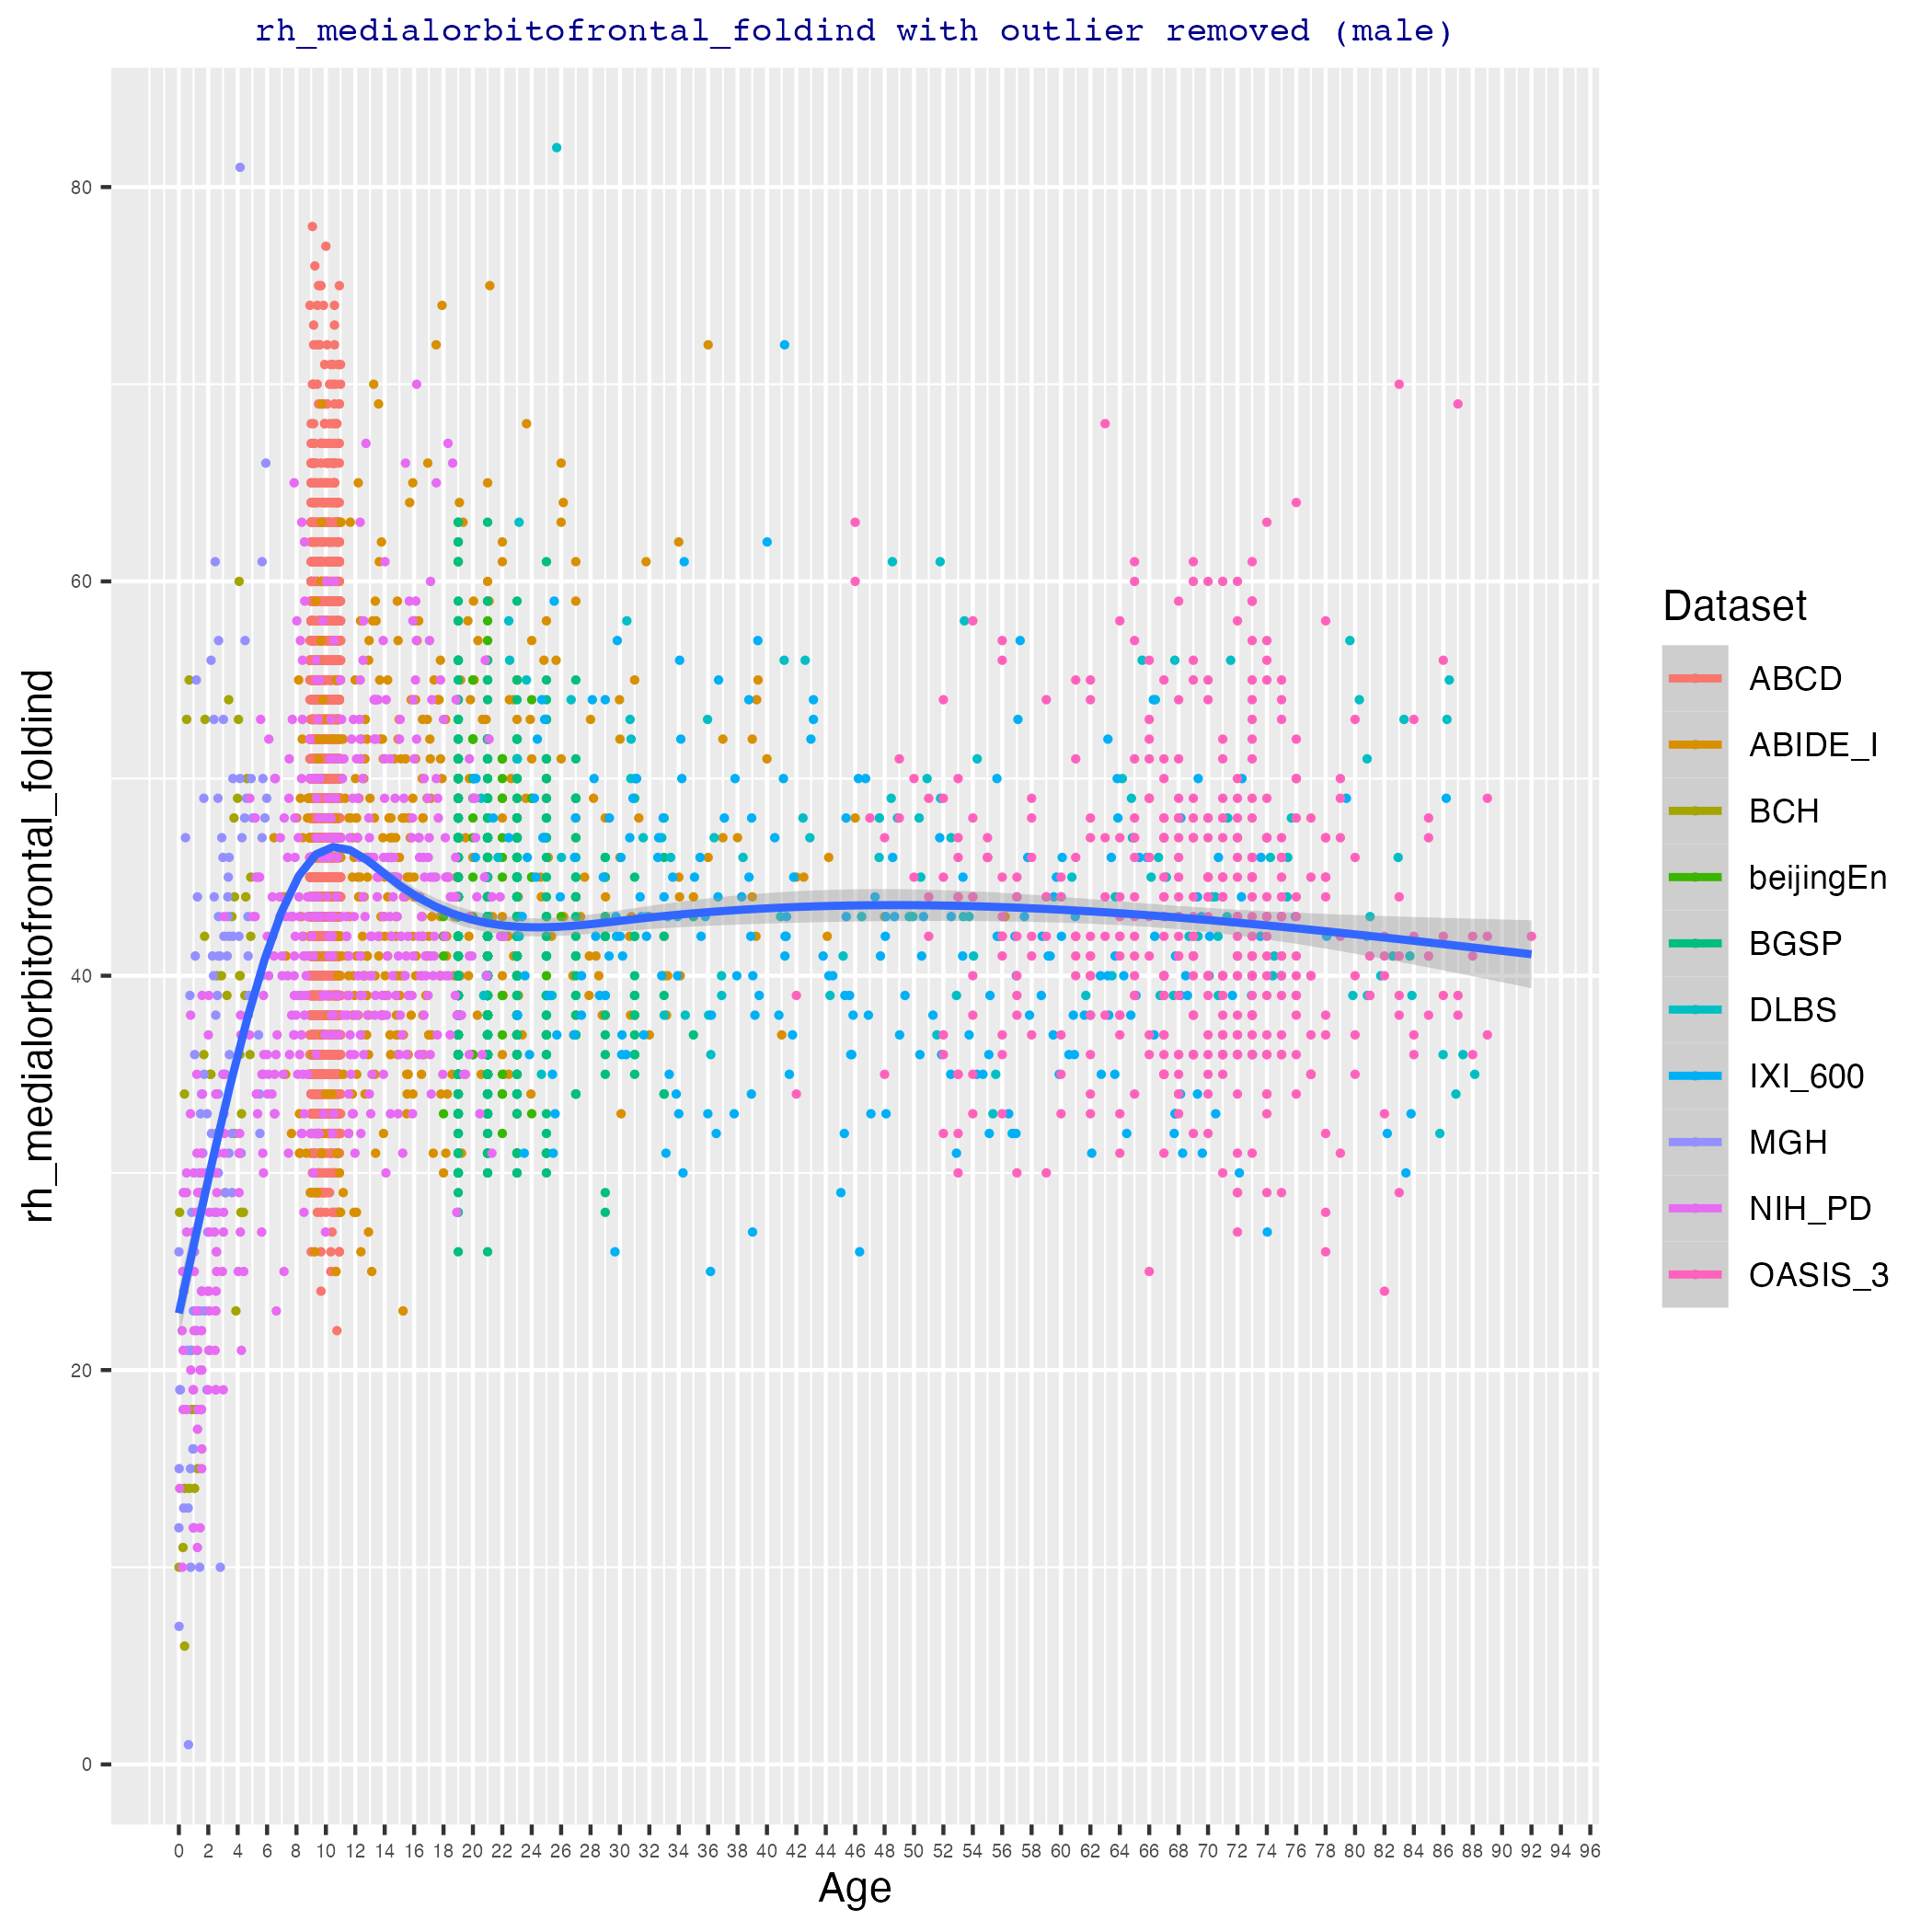 rh_medialorbitofrontal_foldind with outlier removed (male)
rh_medialorbitofrontal_foldind
80
60
40
20
0
0 2 4 6 8 10 12 14 16 18 20 22 24 26 28 30 32 34 36 38 40 42 44 46 48 50 52 54 56 58 60 62 64 66 68 70 72 74 76 78 80 82 84 86 88 90 92 94 96
Age
Dataset
ABCD
ABIDE_I
BCH
beijingEn
BGSP
DLBS
IXI_600
MGH
NIH_PD
OASIS_3